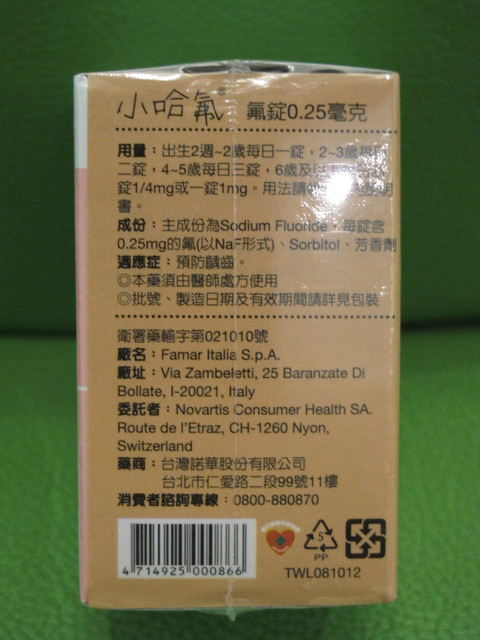 小哈氟® 氟錠0.25毫克
用量：出生2週~2歲每日一錠，2~3歲每日
二錠，4~5歲每日三錠，6歲及以
錠1/4mg或一錠1mg。用法請
書。
成份：主成份為Sodium Fluoride，每錠含
0.25mg的氟(以NaF形式)、Sorbitol、芳香劑
適應症：預防齲齒。
◎本藥須由醫師處方使用
◎批號、製造日期及有效期間請詳見包裝
衛署藥輸字第021010號
廠名：Famar Italia S.p.A.
廠址：Via Zambeletti, 25 Baranzate Di
Bollate, I-20021, Italy
委託者：Novartis Consumer Health SA.
Route de l'Etraz, CH-1260 Nyon,
Switzerland
藥商：台灣諾華股份有限公司
台北市仁愛路二段99號11樓
消費者諮詢專線：0800-880870
4 714925 000866
5
PP
TWL081012